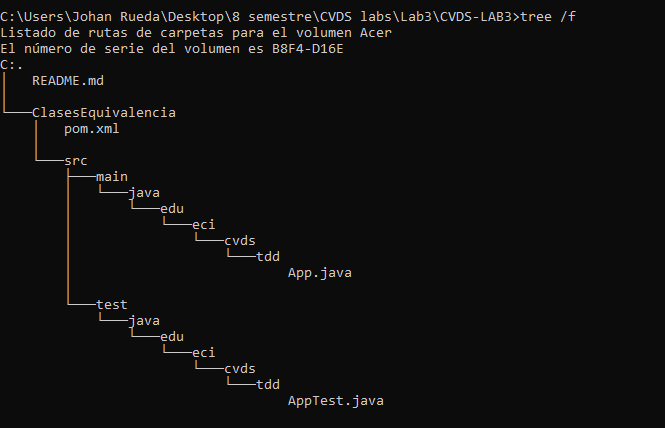 C:\Users\Johan Rueda\Desktop\8 semestre\CVDS labs\Lab3\CVDS-LAB3>tree /f
Listado de rutas de carpetas para el volumen Acer
El número de serie del volumen es B8F4-D16E
C:.
│   README.md
│
└───ClasesEquivalencia
    │   pom.xml
    │
    └───src
        ├───main
        │   └───java
        │       └───edu
        │           └───eci
        │               └───cvds
        │                   └───tdd
        │                           App.java
        │
        └───test
            └───java
                └───edu
                    └───eci
                        └───cvds
                            └───tdd
                                    AppTest.java